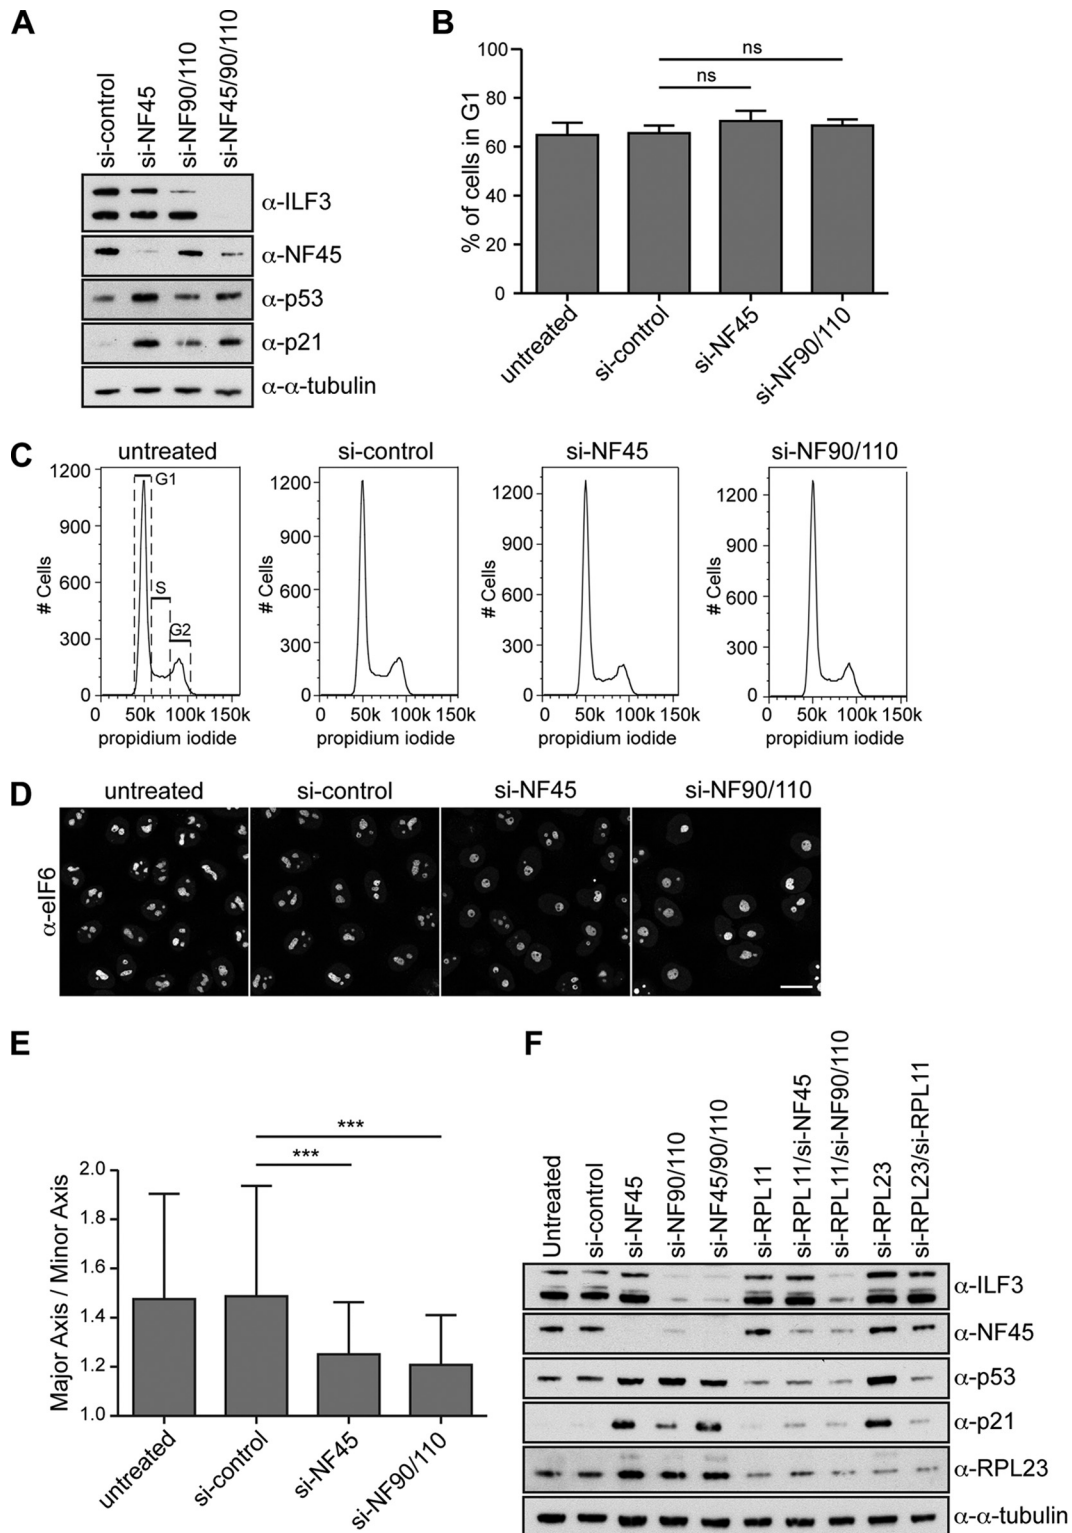 A
si-control
si-NF45
si-NF90/110
si-NF45/90/110
α-ILF3
α-NF45
α-p53
α-p21
α-α-tubulin
B
% of cells in G1
100
80
60
40
20
0
ns
ns
untreated
si-control
si-NF45
si-NF90/110
C
untreated
# Cells
1200
900
600
300
0
G1
S
G2
0 50k 100k 150k
propidium iodide
si-control
# Cells
1200
900
600
300
0
0 50k 100k 150k
propidium iodide
si-NF45
# Cells
1200
900
600
300
0
0 50k 100k 150k
propidium iodide
si-NF90/110
# Cells
1200
900
600
300
0
0 50k 100k 150k
propidium iodide
D
untreated
si-control
si-NF45
si-NF90/110
α-eIF6
E
Major Axis / Minor Axis
2.0
1.8
1.6
1.4
1.2
1.0
***
***
untreated
si-control
si-NF45
si-NF90/110
F
Untreated
si-control
si-NF45
si-NF90/110
si-NF45/90/110
si-RPL11
si-RPL11/si-NF45
si-RPL11/si-NF90/110
si-RPL23
si-RPL23/si-RPL11
α-ILF3
α-NF45
α-p53
α-p21
α-RPL23
α-α-tubulin